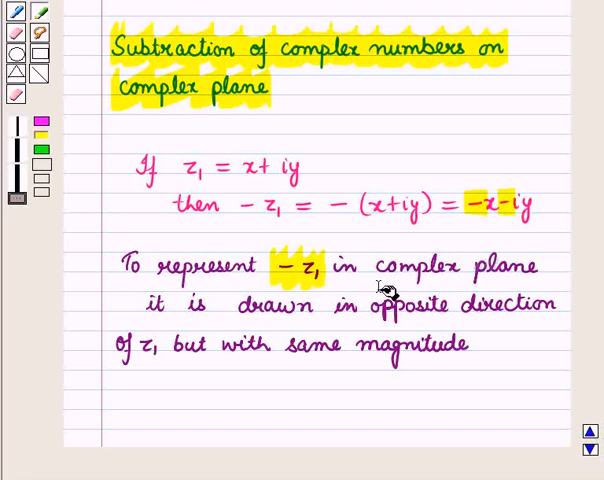 Subtraction of complex numbers on
complex plane
If z₁ = x + iy
then - z₁ = - (x+iy) = -x-iy
To represent - z₁ in complex plane
it is drawn in opposite direction
of z₁ but with same magnitude